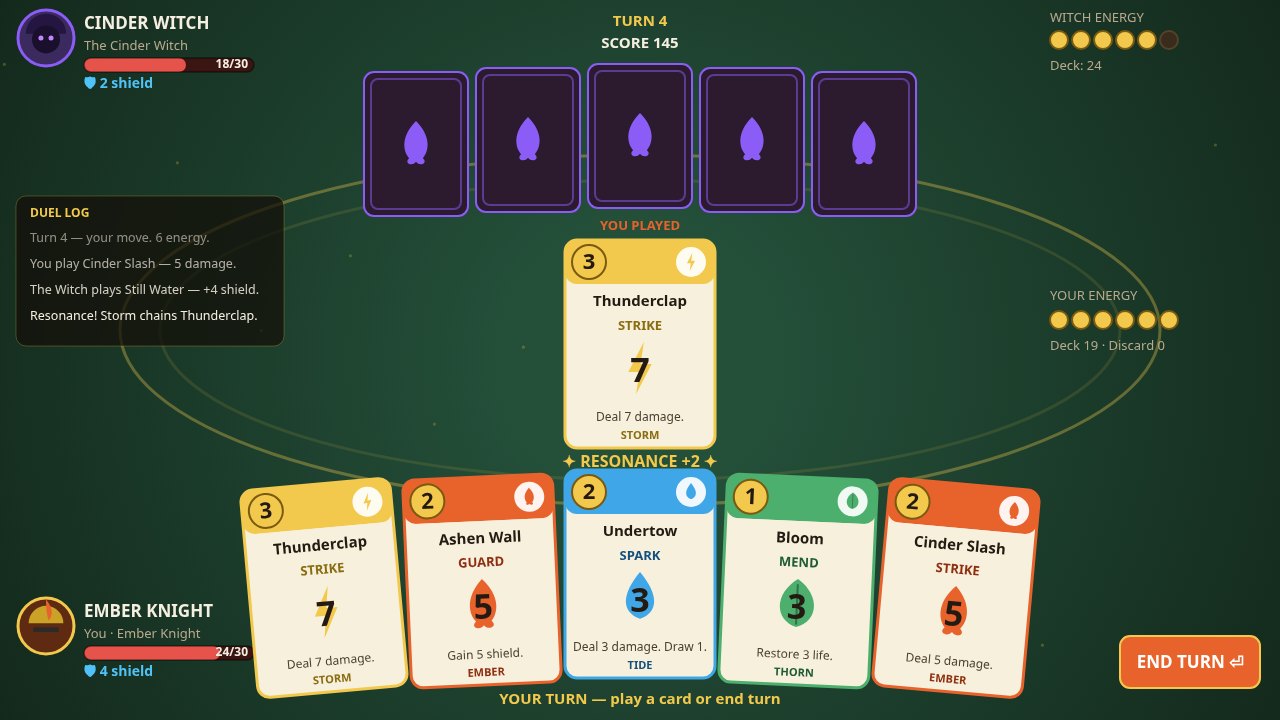 CINDER WITCH
The Cinder Witch
18/30
2 shield
TURN 4
SCORE 145
WITCH ENERGY
Deck: 24
DUEL LOG
Turn 4 — your move. 6 energy.
You play Cinder Slash — 5 damage.
The Witch plays Still Water — +4 shield.
Resonance! Storm chains Thunderclap.
YOU PLAYED
3
Thunderclap
STRIKE
7
Deal 7 damage.
STORM
✦ RESONANCE +2 ✦
YOUR ENERGY
Deck 19 · Discard 0
3
Thunderclap
STRIKE
7
Deal 7 damage.
STORM
2
Ashen Wall
GUARD
5
Gain 5 shield.
EMBER
2
Undertow
SPARK
3
Deal 3 damage. Draw 1.
TIDE
1
Bloom
MEND
3
Restore 3 life.
THORN
2
Cinder Slash
STRIKE
5
Deal 5 damage.
EMBER
EMBER KNIGHT
You · Ember Knight
24/30
4 shield
END TURN ⏎
YOUR TURN — play a card or end turn